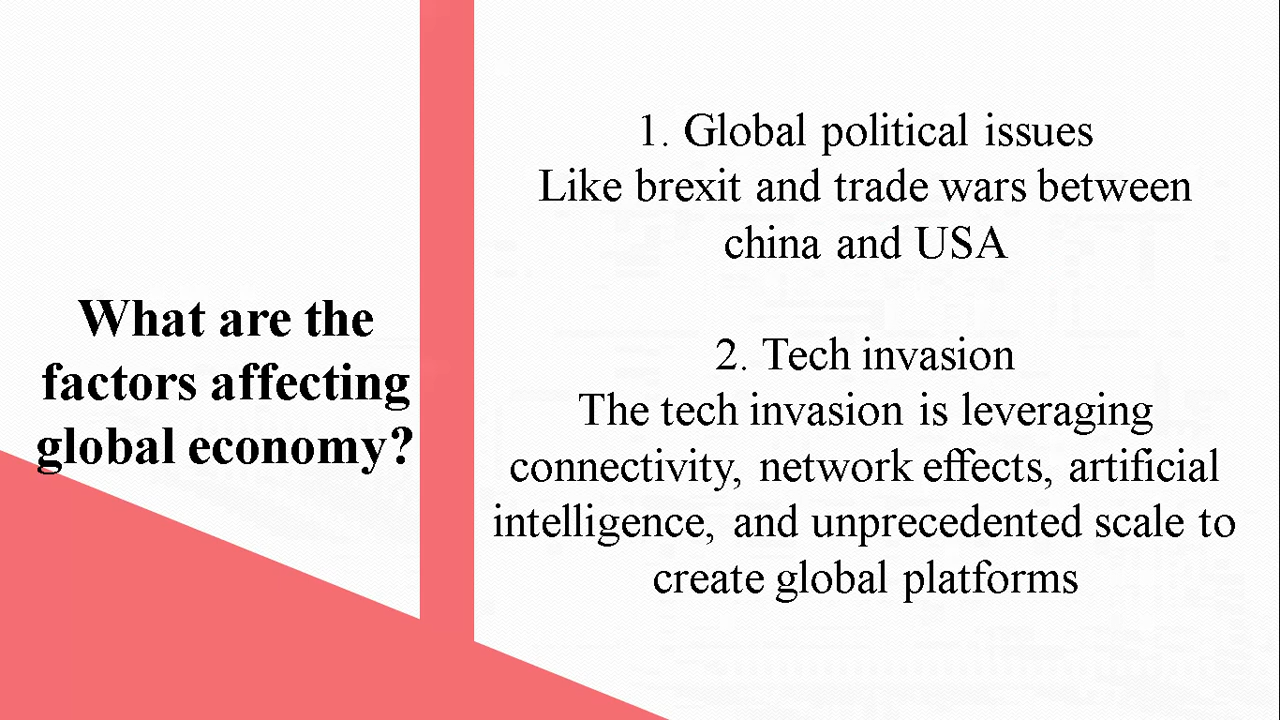 What are the
factors affecting
global economy?
1. Global political issues
Like brexit and trade wars between
china and USA
2. Tech invasion
The tech invasion is leveraging
connectivity, network effects, artificial
intelligence, and unprecedented scale to
create global platforms